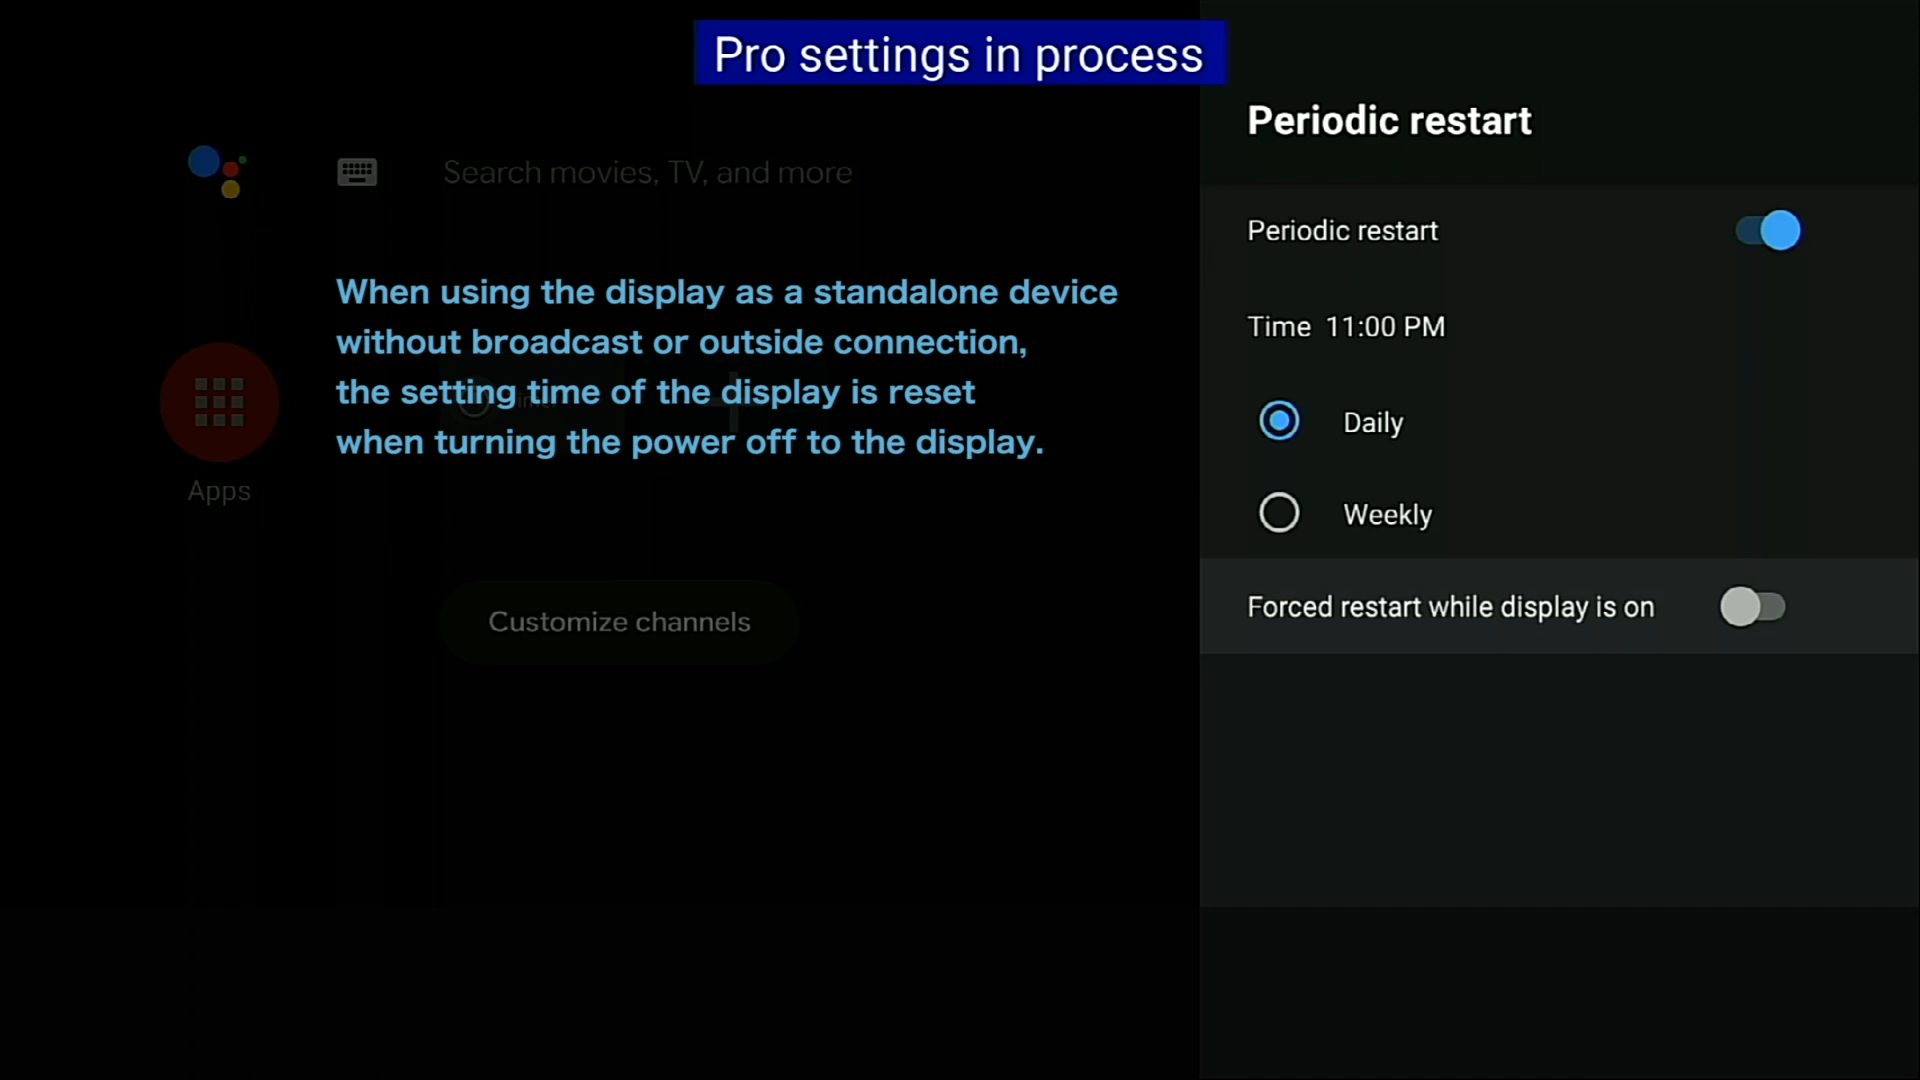 Pro settings in process
Search movies, TV, and more
When using the display as a standalone device
without broadcast or outside connection,
the setting time of the display is reset
when turning the power off to the display.
Apps
Customize channels
Periodic restart
Periodic restart
Time 11:00 PM
Daily
Weekly
Forced restart while display is on